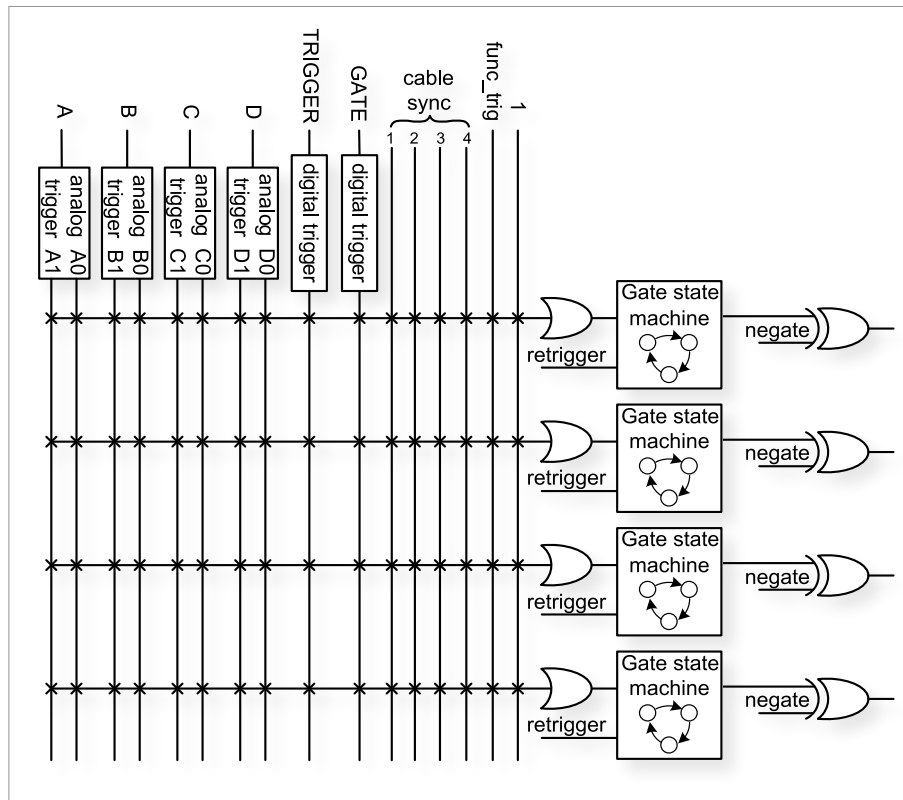 A
B
C
D
TRIGGER
GATE
cable
sync
1
2
3
4
func_trig
1
analog A0
trigger A1
analog B0
trigger B1
analog C0
trigger C1
analog D0
trigger D1
digital trigger
digital trigger
Gate state
machine
retrigger
negate
Gate state
machine
retrigger
negate
Gate state
machine
retrigger
negate
Gate state
machine
retrigger
negate